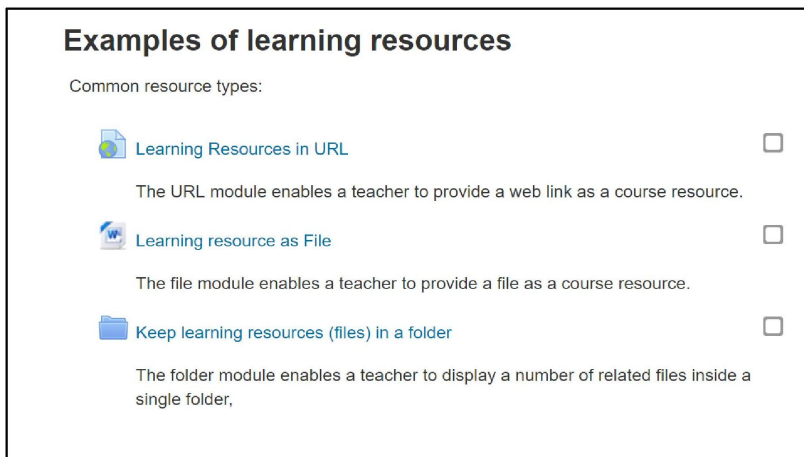 Examples of learning resources
Common resource types:
Learning Resources in URL
The URL module enables a teacher to provide a web link as a course resource.
Learning resource as File
The file module enables a teacher to provide a file as a course resource.
Keep learning resources (files) in a folder
The folder module enables a teacher to display a number of related files inside a
single folder,